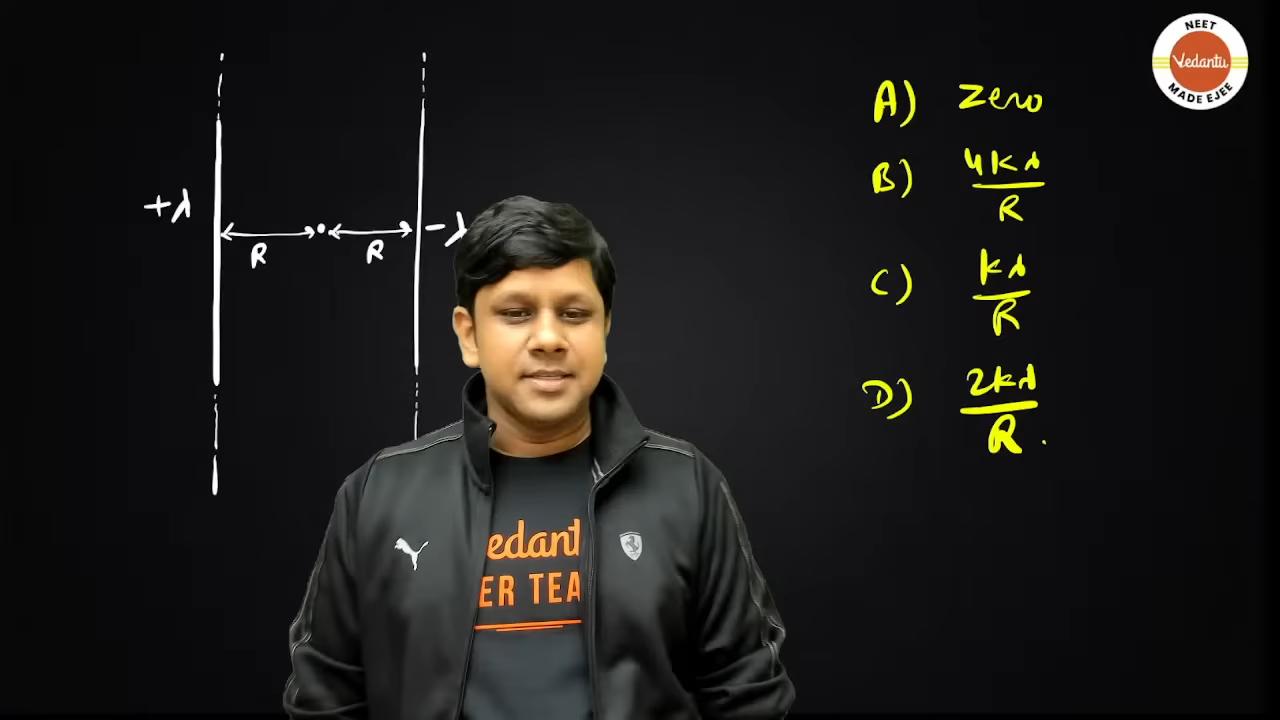 +λ
R
R
-λ
A) Zero
B) 4kλ/R
C) kλ/R
D) 2kλ/R
NEET
Vedantu
MADE EJEE
edant
ER TEA